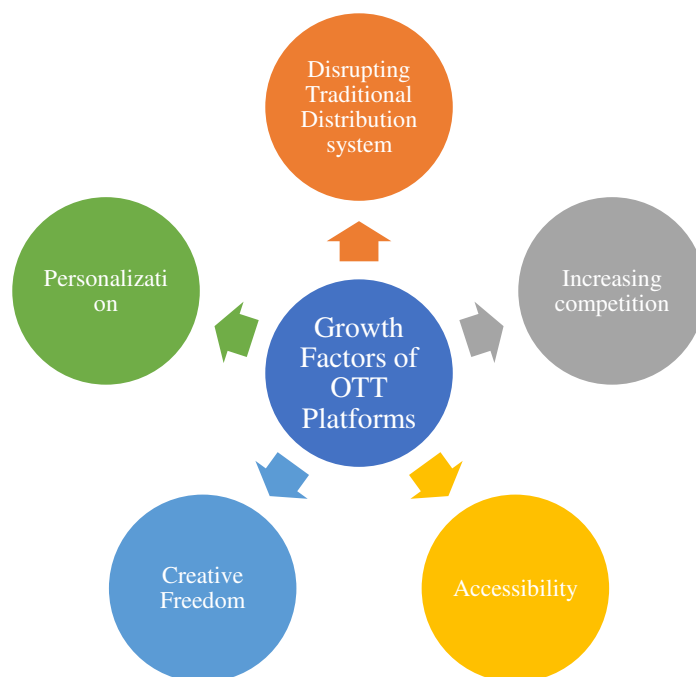 Disrupting
Traditional
Distribution
system
Personalizati
on
Increasing
competition
Growth
Factors of
OTT
Platforms
Creative
Freedom
Accessibility